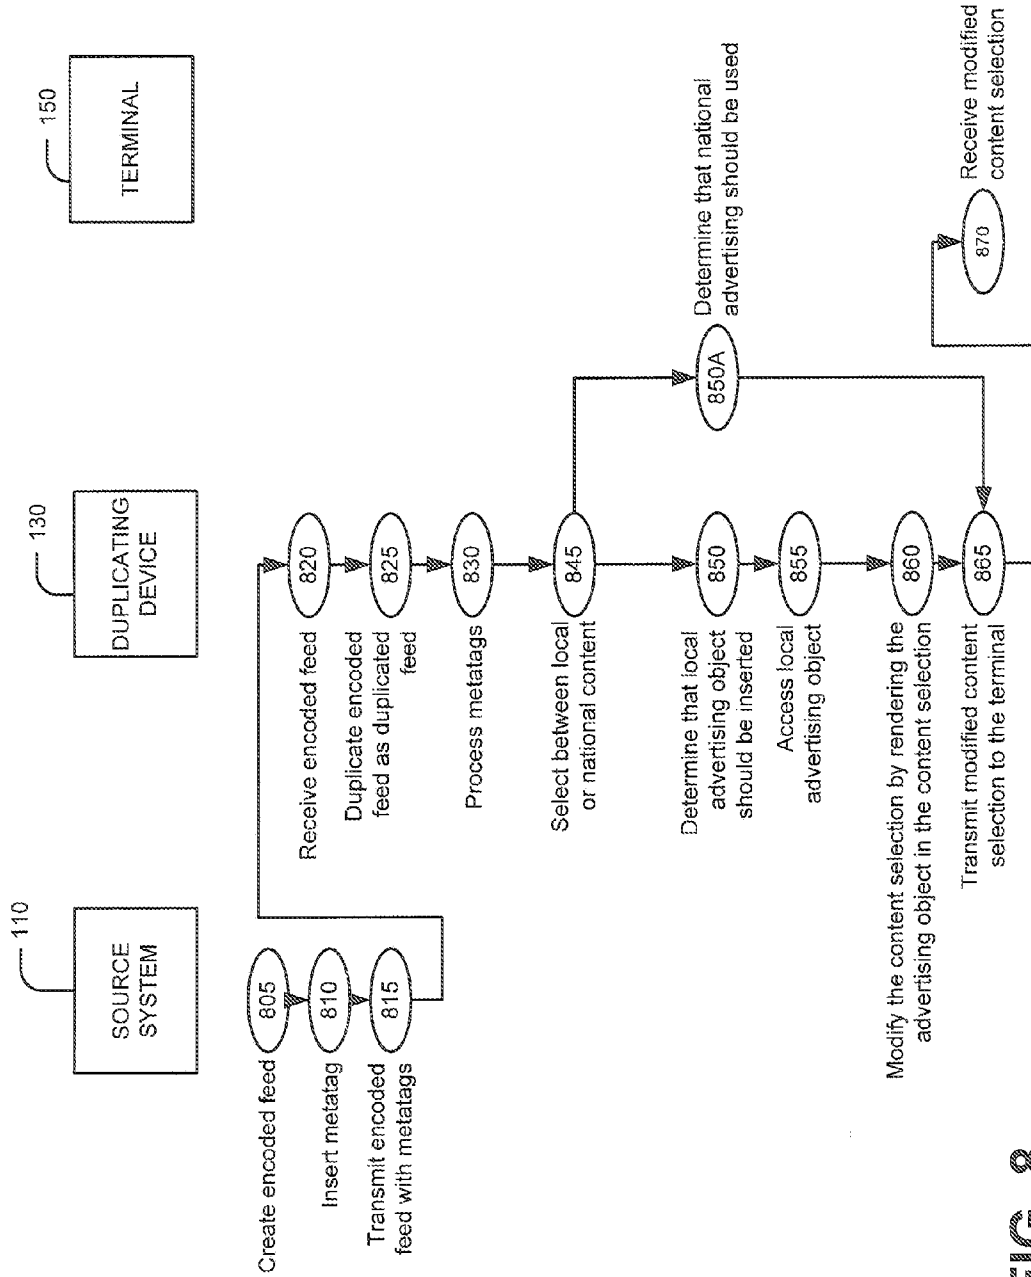 110
SOURCE
SYSTEM
130
DUPLICATING
DEVICE
150
TERMINAL
Create encoded feed
805
Insert metatag
810
Transmit encoded
feed with metatags
815
Receive encoded feed
820
Duplicate encoded
feed as duplicated
feed
825
Process metatags
830
Select between local
or national content
845
Determine that local
advertising object
should be inserted
850
Determine that national
advertising should be used
850A
Access local
advertising object
855
Modify the content selection by rendering the
advertising object in the content selection
860
Transmit modified content
selection to the terminal
865
Receive modified
content selection
870
FIG. 8